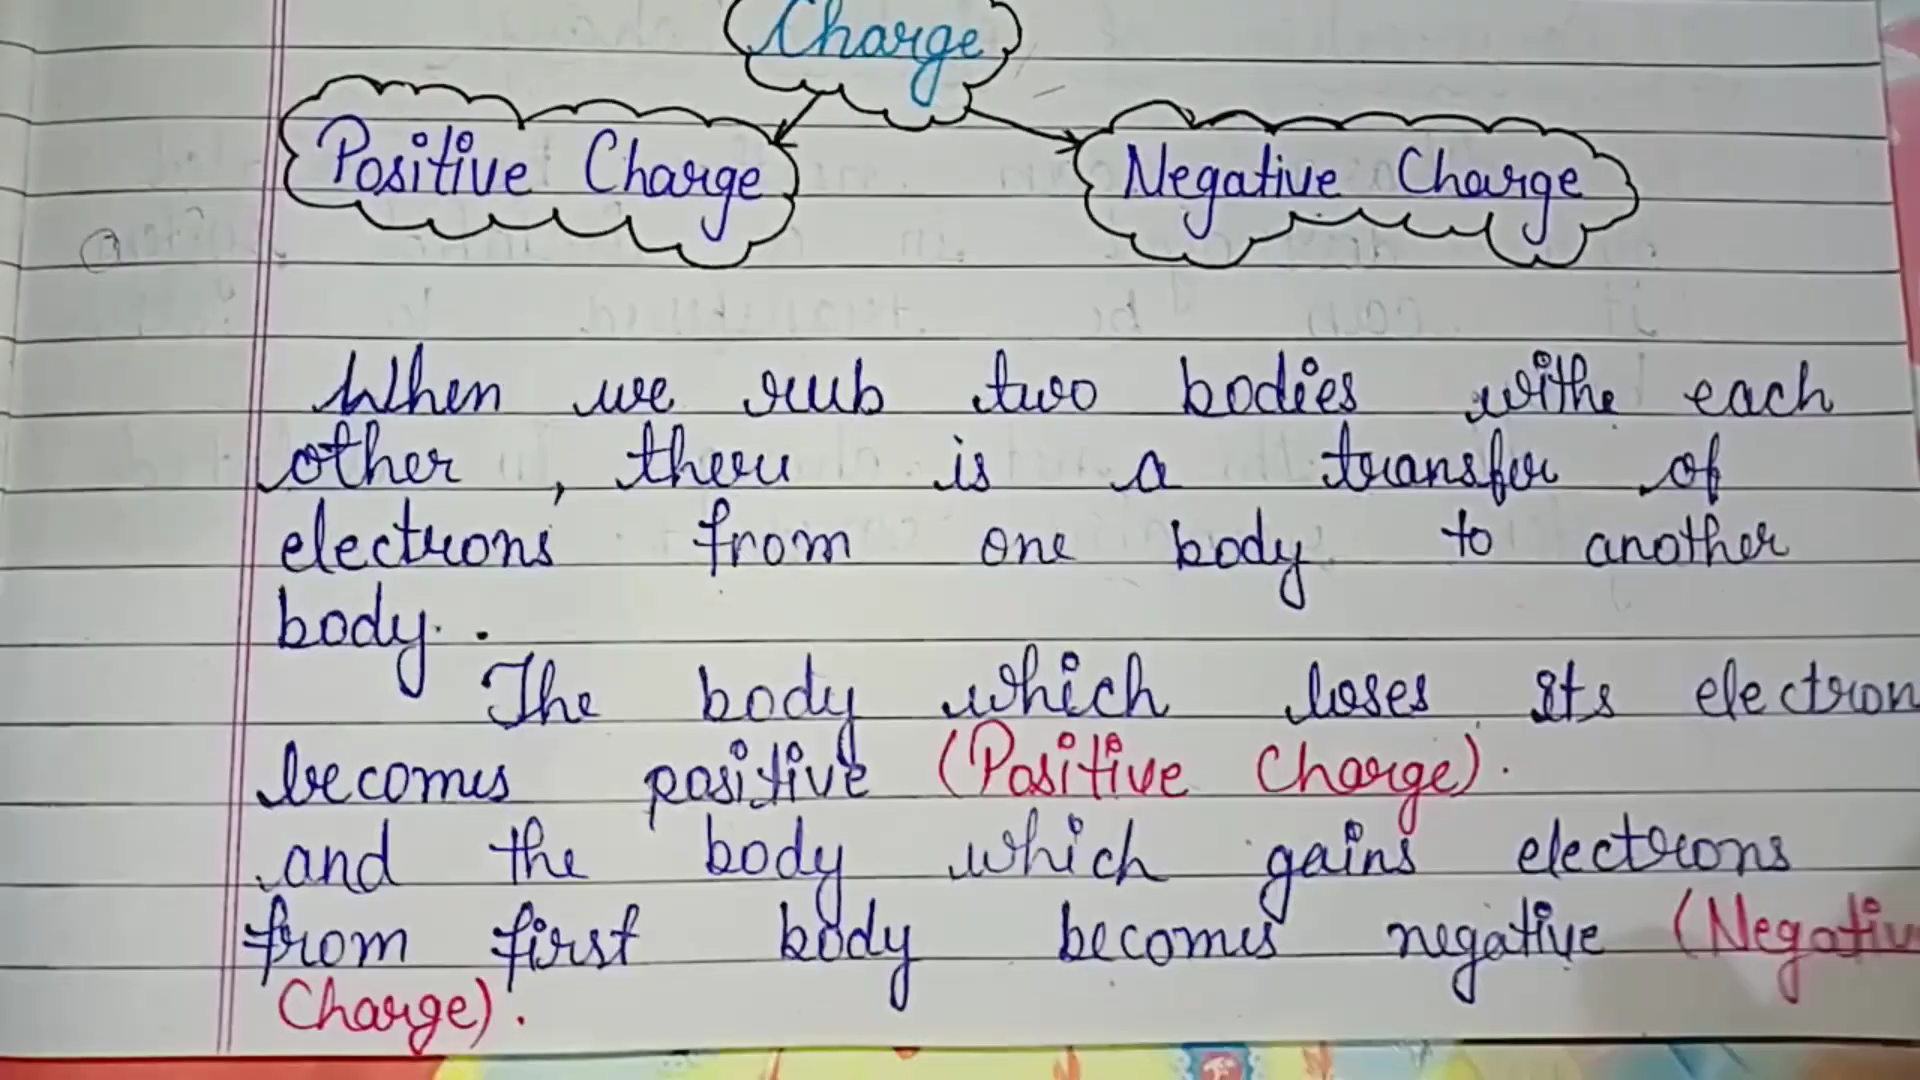 Charge
Positive Charge
Negative Charge
When we rub two bodies withe each
other, there is a transfer of
electrons from one body to another
body.
The body which loses its electron
becomes positive (Positive Charge).
and the body which gains electrons
from first body becomes negative (Negativ
Charge).